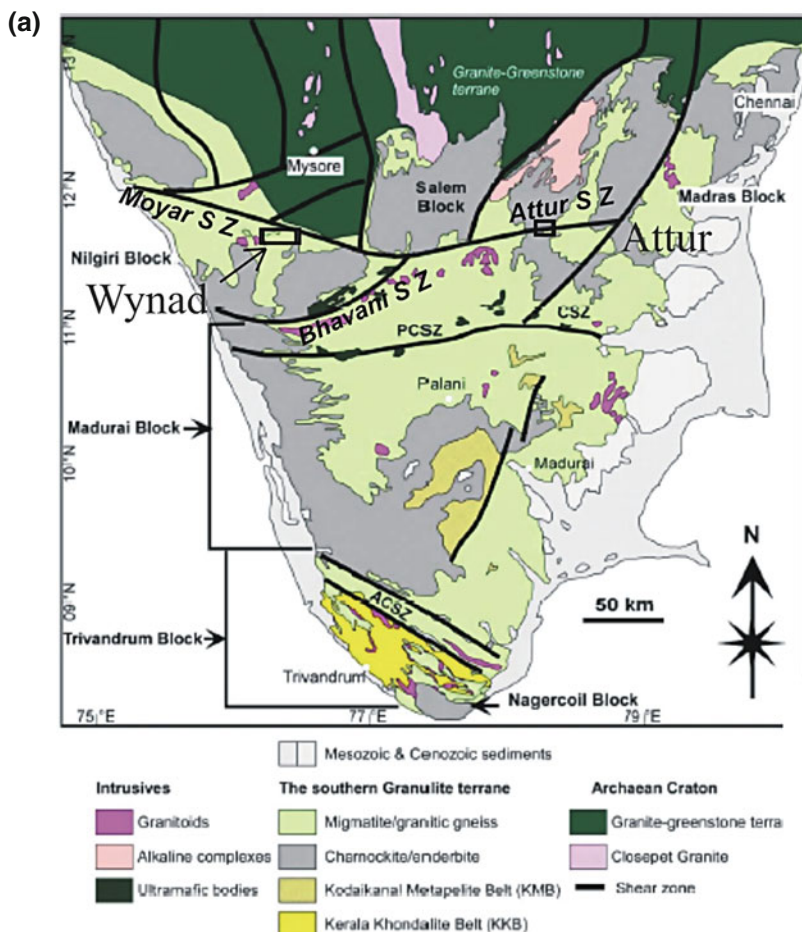 (a)
13°N
Granite-Greenstone
terrane
Chennai
Mysore
12°N
Moyar S Z
Salem
Block
Attur S Z
Madras Block
Nilgiri Block
Attur
Wynad
Bhavani S Z
11°N
PCSZ
CSZ
Palani
Madurai Block
10°N
Madurai
N
09°N
ACSZ
50 km
Trivandrum Block
Trivandrum
Nagercoil Block
75°E
77°E
79°E
Mesozoic & Cenozoic sediments
Intrusives
The southern Granulite terrane
Archaean Craton
Granitoids
Migmatite/granitic gneiss
Granite-greenstone terra
Alkaline complexes
Charnockite/enderbite
Closepet Granite
Ultramafic bodies
Kodaikanal Metapelite Belt (KMB)
Shear zone
Kerala Khondalite Belt (KKB)